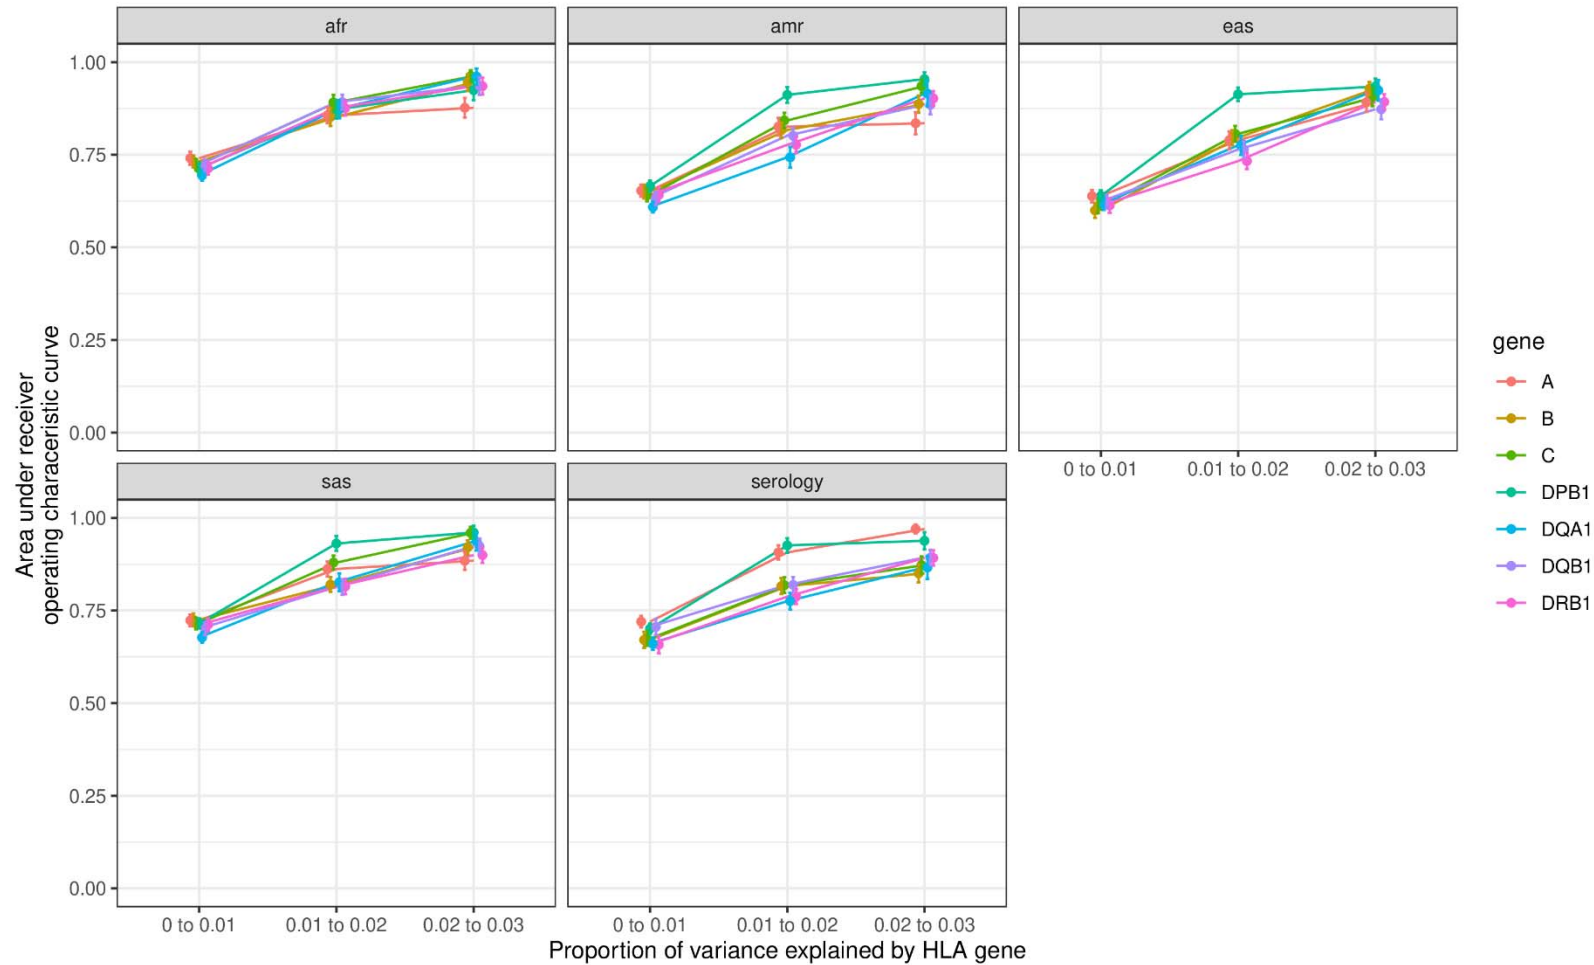 afr
amr
eas
1.00
0.75
0.50
0.25
0.00
0 to 0.01
0.01 to 0.02
0.02 to 0.03
sas
serology
1.00
0.75
0.50
0.25
0.00
0 to 0.01
0.01 to 0.02
0.02 to 0.03
0 to 0.01
0.01 to 0.02
0.02 to 0.03
Area under receiver
operating characeristic curve
Proportion of variance explained by HLA gene
gene
A
B
C
DPB1
DQA1
DQB1
DRB1